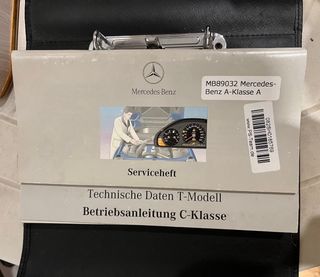 Mercedes-Benz
MB89032 Mercedes-
Benz A-Klasse A
Serviceheft
Technische Daten T-Modell
Betriebsanleitung C-Klasse